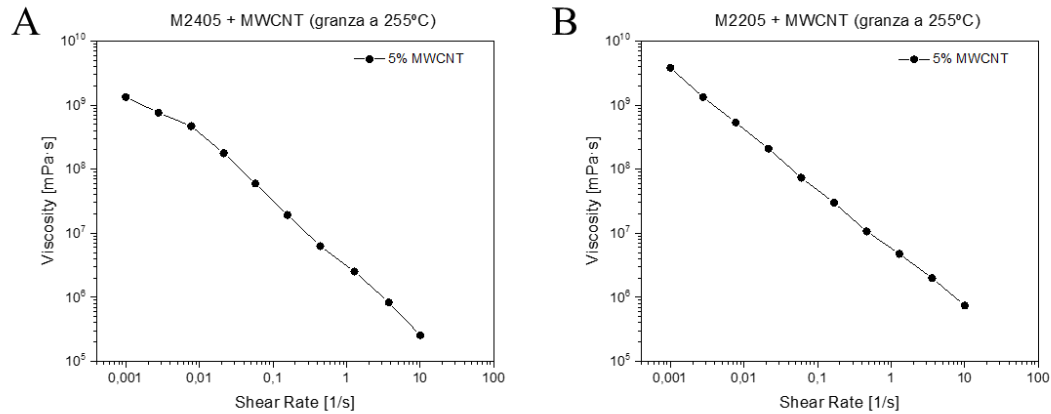 A
M2405 + MWCNT (granza a 255ºC)
10^10
10^9
10^8
10^7
10^6
10^5
Viscosity [mPa·s]
5% MWCNT
0,001
0,01
0,1
1
10
100
Shear Rate [1/s]
B
M2205 + MWCNT (granza a 255ºC)
10^10
10^9
10^8
10^7
10^6
10^5
Viscosity [mPa·s]
5% MWCNT
0,001
0,01
0,1
1
10
100
Shear Rate [1/s]